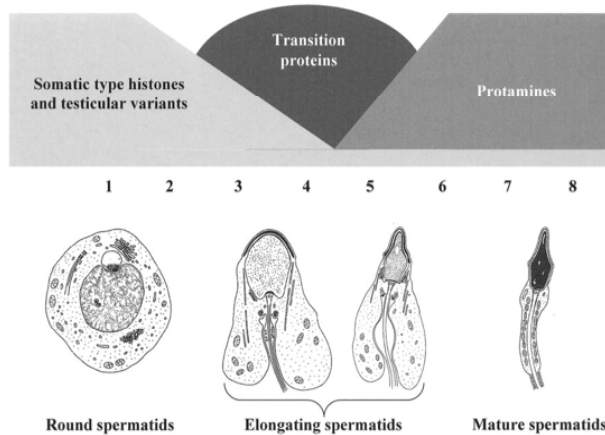 Transition
proteins
Somatic type histones
and testicular variants
Protamines
1 2 3 4 5 6 7 8
Round spermatids Elongating spermatids Mature spermatids